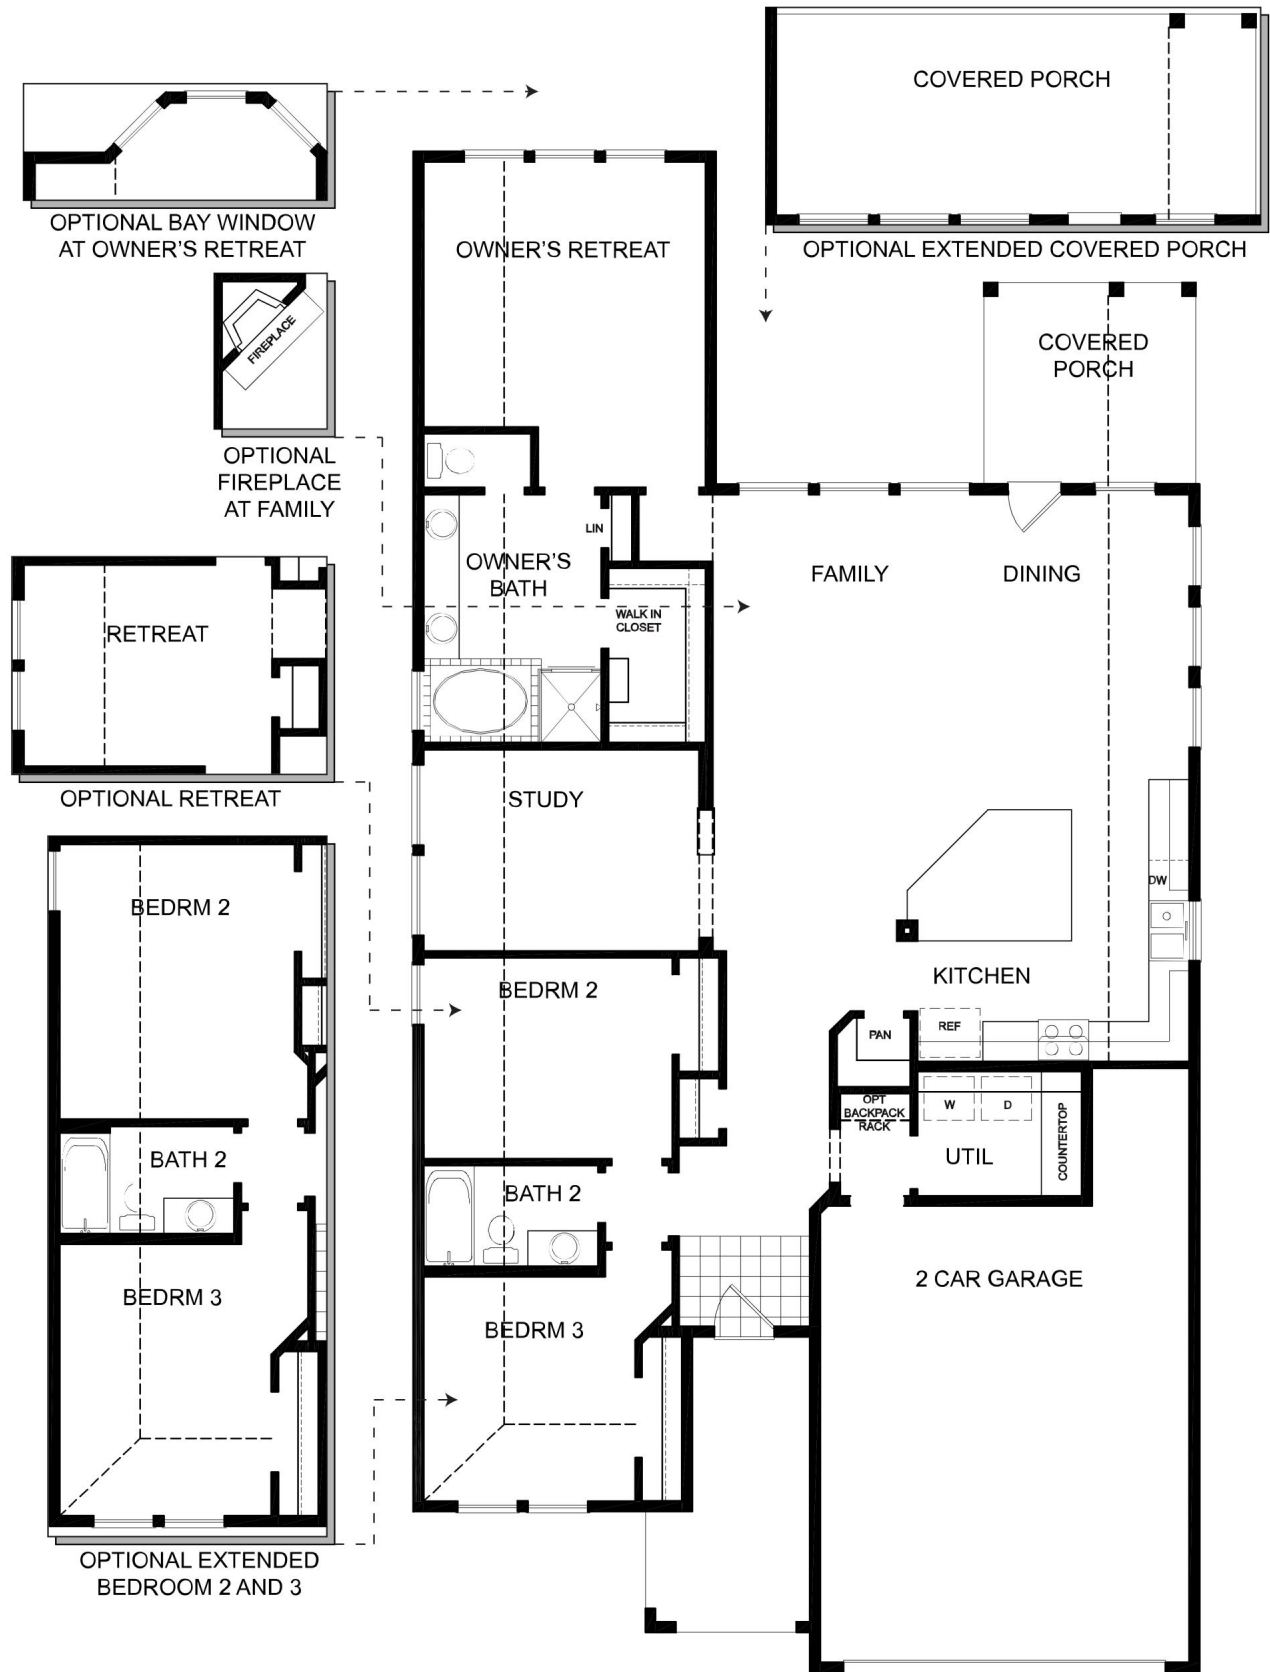 COVERED PORCH
OPTIONAL BAY WINDOW
AT OWNER'S RETREAT
OPTIONAL EXTENDED COVERED PORCH
OWNER'S RETREAT
FIREPLACE
OPTIONAL
FIREPLACE
AT FAMILY
COVERED
PORCH
LIN
OWNER'S
BATH
WALK IN
CLOSET
FAMILY
DINING
RETREAT
OPTIONAL RETREAT
STUDY
DW
BEDRM 2
BEDRM 2
KITCHEN
PAN
REF
OPT
BACKPACK
RACK
W
D
COUNTERTOP
UTIL
BATH 2
BATH 2
BEDRM 3
BEDRM 3
2 CAR GARAGE
OPTIONAL EXTENDED
BEDROOM 2 AND 3